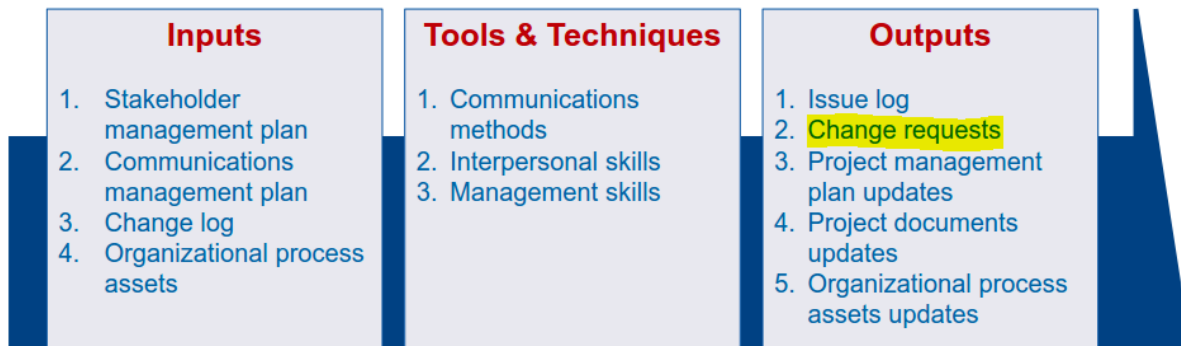 Inputs
1. Stakeholder
management plan
2. Communications
management plan
3. Change log
4. Organizational process
assets
Tools & Techniques
1. Communications
methods
2. Interpersonal skills
3. Management skills
Outputs
1. Issue log
2. Change requests
3. Project management
plan updates
4. Project documents
updates
5. Organizational process
assets updates